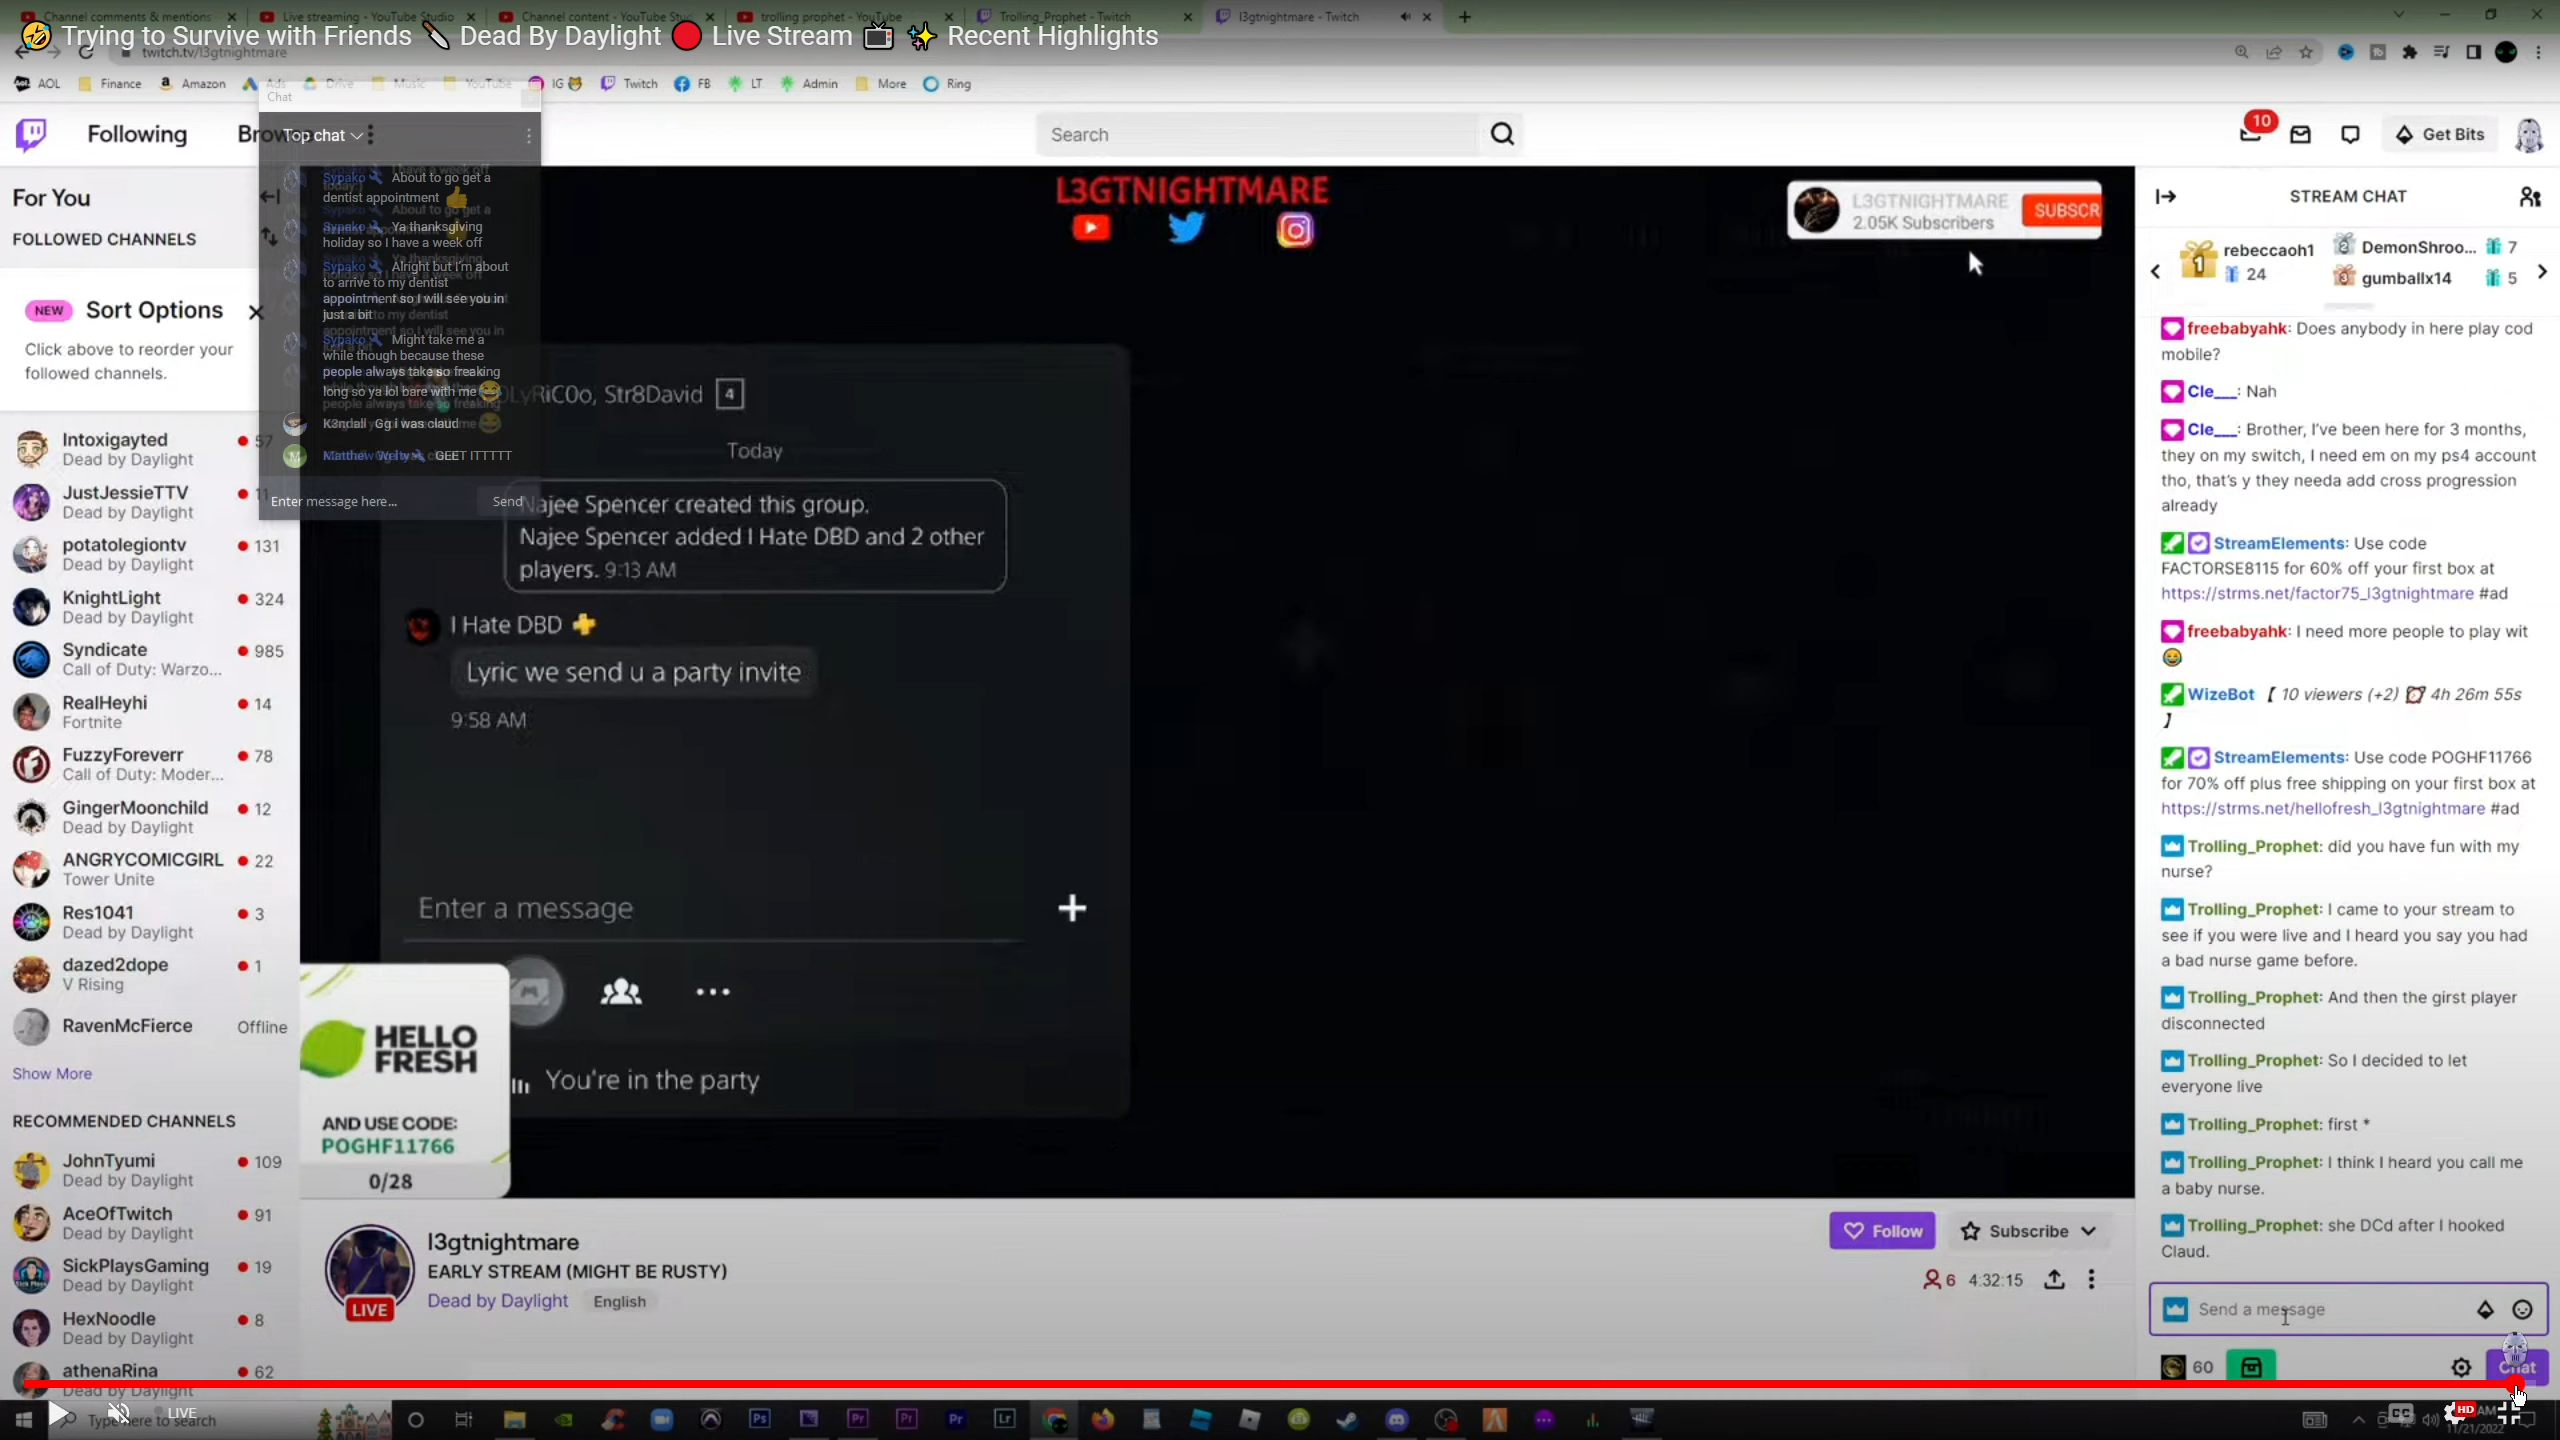 Channel comments & mentions
Live streaming - YouTube Studio
Channel content - YouTube Stu
trolling prophet - YouTube
Trolling_Prophet - Twitch
l3gtnightmare - Twitch
🤣 Trying to Survive with Friends 🔪 Dead By Daylight 🔴 Live Stream 📺 ✨ Recent Highlights
twitch.tv/l3gtnightmare
AOL Finance Amazon Ads Drive Music YouTube IG Twitch FB LT Admin More Ring
Following
Search
10
Get Bits
Chat
Top chat
Sypako About to go get a
dentist appointment 👍
Sypako Ya thanksgiving
holiday so I have a week off
Sypako Alright but I'm about
to arrive to my dentist
appointment so I will see you in
just a bit
Sypako Might take me a
while though because these
people always take so freaking
long so ya lol bare with me 😂
K3ndall Gg i was claud
Matthew Welty GEET ITTTTT
Enter message here...
Send
For You
FOLLOWED CHANNELS
NEW Sort Options
Click above to reorder your
followed channels.
Intoxigayted 57
Dead by Daylight
JustJessieTTV
Dead by Daylight
potatolegiontv 131
Dead by Daylight
KnightLight 324
Dead by Daylight
Syndicate 985
Call of Duty: Warzo...
RealHeyhi 14
Fortnite
FuzzyForeverr 78
Call of Duty: Moder...
GingerMoonchild 12
Dead by Daylight
ANGRYCOMICGIRL 22
Tower Unite
Res1041 3
Dead by Daylight
dazed2dope 1
V Rising
RavenMcFierce Offline
Show More
RECOMMENDED CHANNELS
JohnTyumi 109
Dead by Daylight
AceOfTwitch 91
Dead by Daylight
SickPlaysGaming 19
Dead by Daylight
HexNoodle 8
Dead by Daylight
athenaRina 62
Dead by Daylight
L3GTNIGHTMARE
L3GTNIGHTMARE
2.05K Subscribers
SUBSCR
LyRiC0o, Str8David 4
Today
Najee Spencer created this group.
Najee Spencer added I Hate DBD and 2 other
players. 9:13 AM
I Hate DBD
Lyric we send u a party invite
9:58 AM
Enter a message
You're in the party
HELLO
FRESH
AND USE CODE:
POGHF11766
0/28
l3gtnightmare
EARLY STREAM (MIGHT BE RUSTY)
Dead by Daylight English
LIVE
Follow
Subscribe
6 4:32:15
STREAM CHAT
1 rebeccaoh1
24
2 DemonShroo... 7
3 gumballx14 5
freebabyahk: Does anybody in here play cod
mobile?
Cle___: Nah
Cle___: Brother, I've been here for 3 months,
they on my switch, I need em on my ps4 account
tho, that's y they needa add cross progression
already
StreamElements: Use code
FACTORSE8115 for 60% off your first box at
https://strms.net/factor75_l3gtnightmare #ad
freebabyahk: I need more people to play wit
😂
WizeBot 【 10 viewers (+2) ⏰ 4h 26m 55s
】
StreamElements: Use code POGHF11766
for 70% off plus free shipping on your first box at
https://strms.net/hellofresh_l3gtnightmare #ad
Trolling_Prophet: did you have fun with my
nurse?
Trolling_Prophet: I came to your stream to
see if you were live and I heard you say you had
a bad nurse game before.
Trolling_Prophet: And then the girst player
disconnected
Trolling_Prophet: So I decided to let
everyone live
Trolling_Prophet: first *
Trolling_Prophet: I think I heard you call me
a baby nurse.
Trolling_Prophet: she DCd after I hooked
Claud.
Send a message
60
Chat
LIVE
Type here to search
Ps Pr Pr Pr Lr
CC
HD
AM
11/21/2022